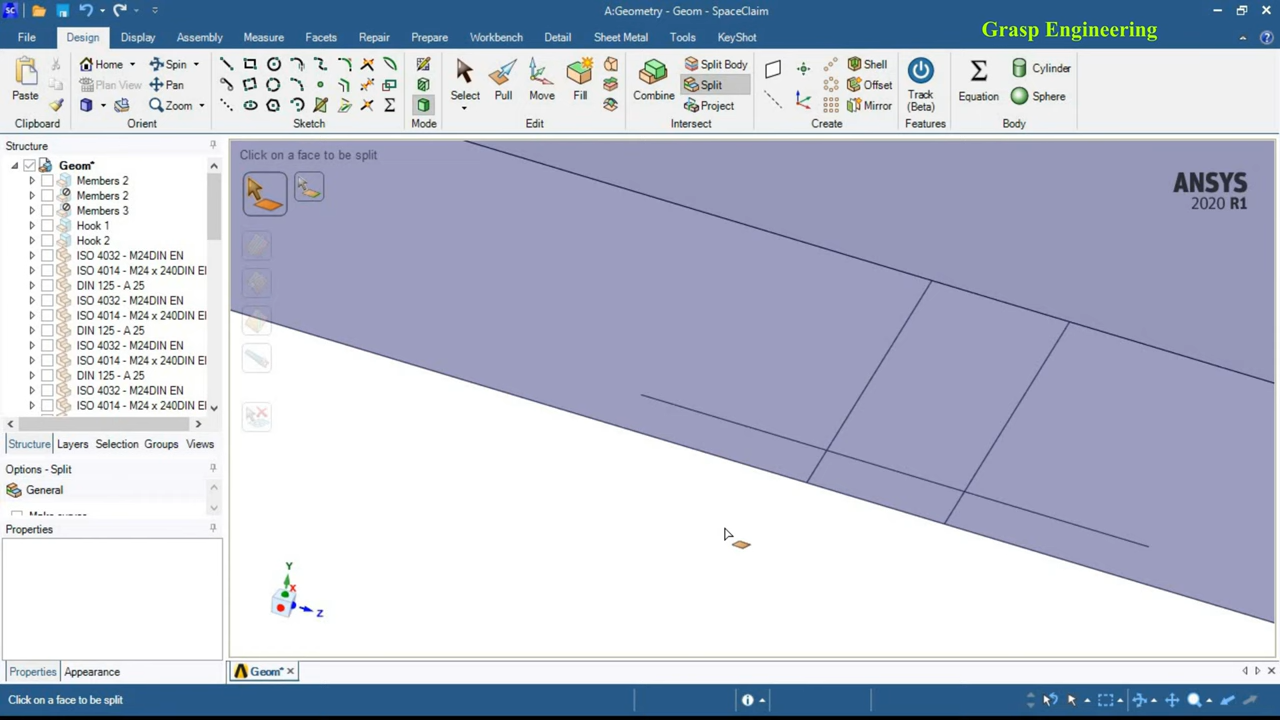 A:Geometry - Geom - SpaceClaim
Grasp Engineering
File Design Display Assembly Measure Facets Repair Prepare Workbench Detail Sheet Metal Tools KeyShot
Paste
Home Spin
Plan View Pan
Zoom
Select Pull Move Fill
Combine
Split Body
Split
Project
Shell
Offset
Mirror
Track
(Beta)
Equation
Cylinder
Sphere
Clipboard Orient Sketch Mode Edit Intersect Create Features Body
Structure
Geom*
Members 2
Members 2
Members 3
Hook 1
Hook 2
ISO 4032 - M24DIN EN
ISO 4014 - M24 x 240DIN E
DIN 125 - A 25
ISO 4032 - M24DIN EN
ISO 4014 - M24 x 240DIN E
DIN 125 - A 25
ISO 4032 - M24DIN EN
ISO 4014 - M24 x 240DIN E
DIN 125 - A 25
ISO 4032 - M24DIN EN
ISO 4014 - M24 x 240DIN E
Structure Layers Selection Groups Views
Options - Split
General
Properties
Properties Appearance
Click on a face to be split
ANSYS
2020 R1
Y
X
Z
Geom*
Click on a face to be split